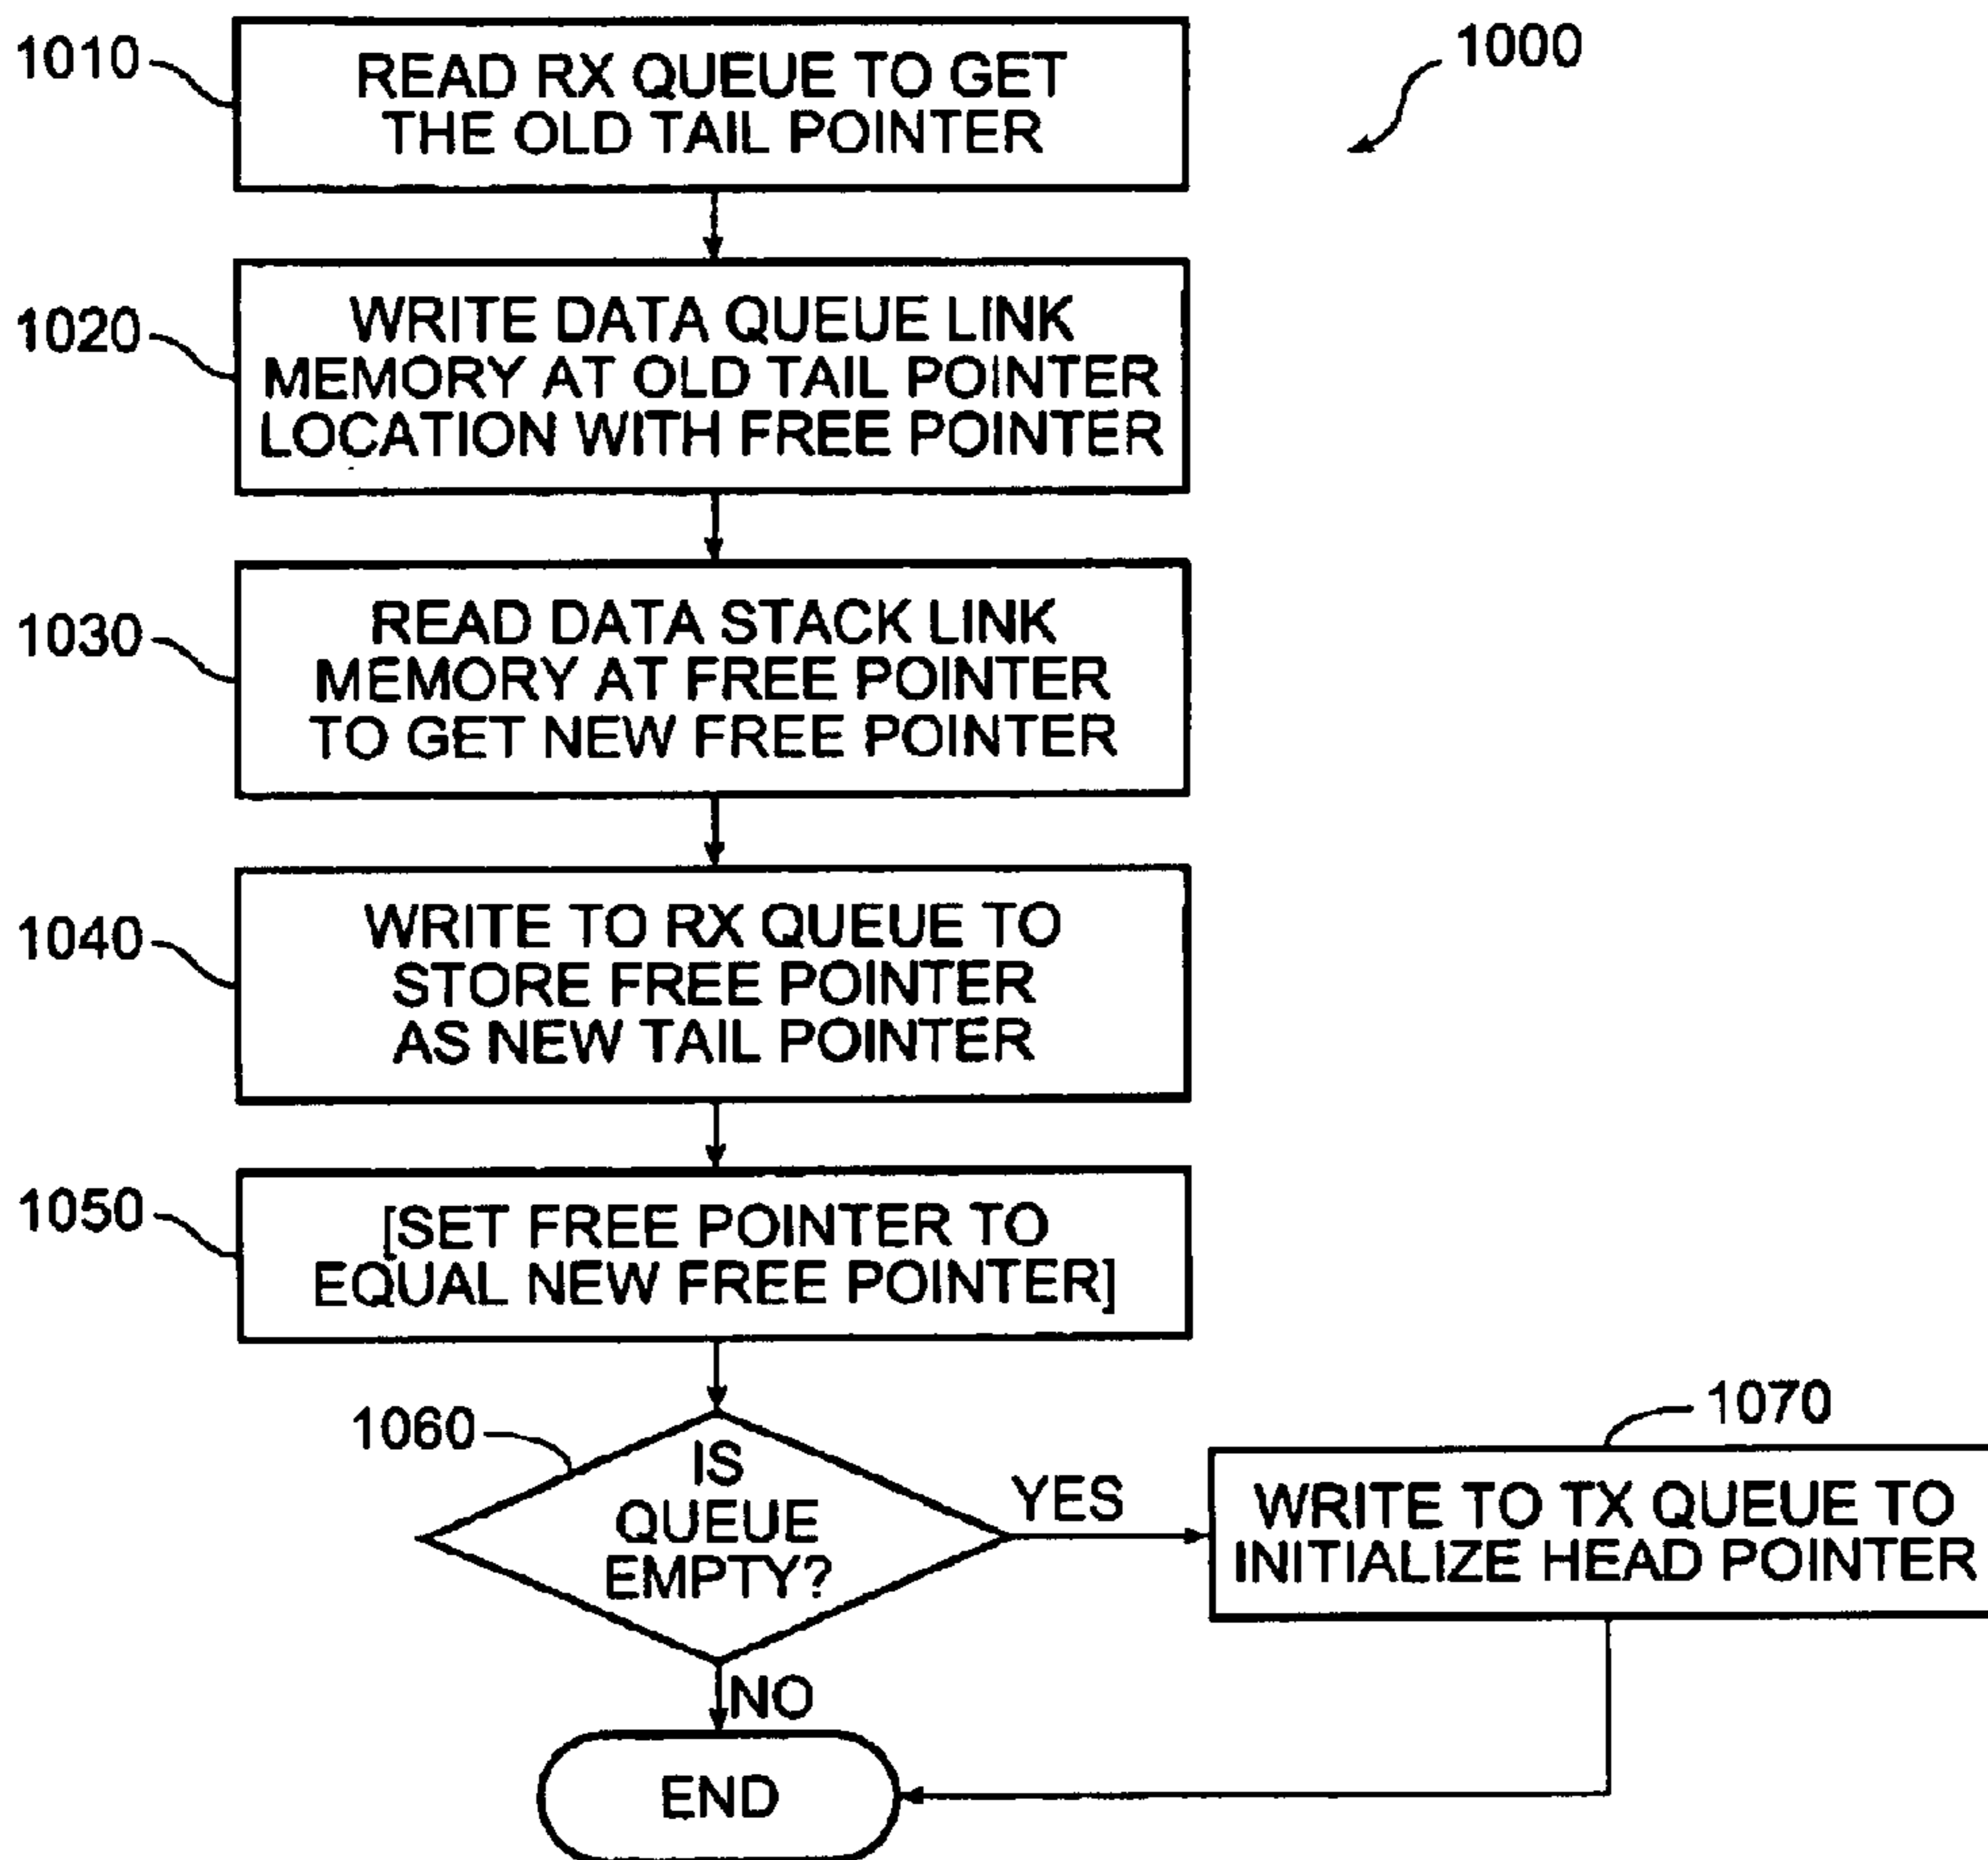 1000
1010
READ RX QUEUE TO GET
THE OLD TAIL POINTER
1020
WRITE DATA QUEUE LINK
MEMORY AT OLD TAIL POINTER
LOCATION WITH FREE POINTER
1030
READ DATA STACK LINK
MEMORY AT FREE POINTER
TO GET NEW FREE POINTER
1040
WRITE TO RX QUEUE TO
STORE FREE POINTER
AS NEW TAIL POINTER
1050
[SET FREE POINTER TO
EQUAL NEW FREE POINTER]
1060
IS
QUEUE
EMPTY?
YES
1070
WRITE TO TX QUEUE TO
INITIALIZE HEAD POINTER
NO
END